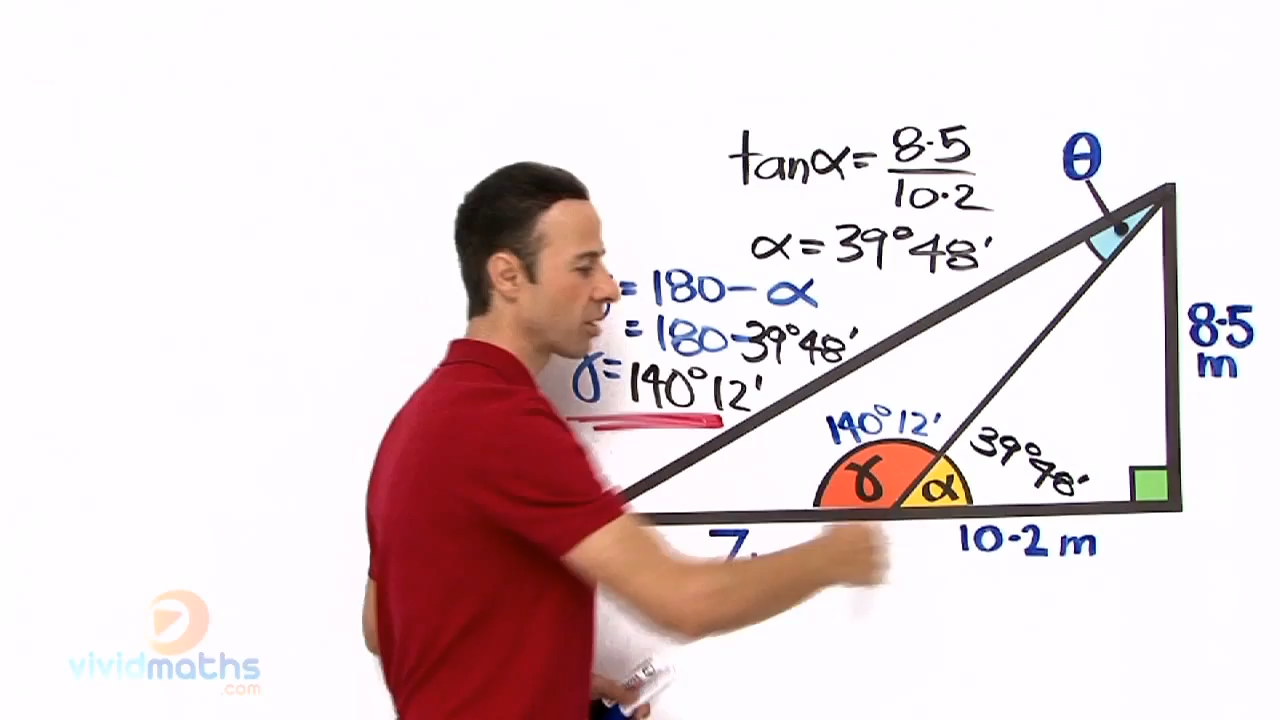 tanα = 8·5
10·2
α = 39°48'
= 180 - α
= 180 - 39°48'
γ = 140°12'
θ
8·5
m
140°12'
39°48'
γ
α
10·2 m
vividmaths
.com